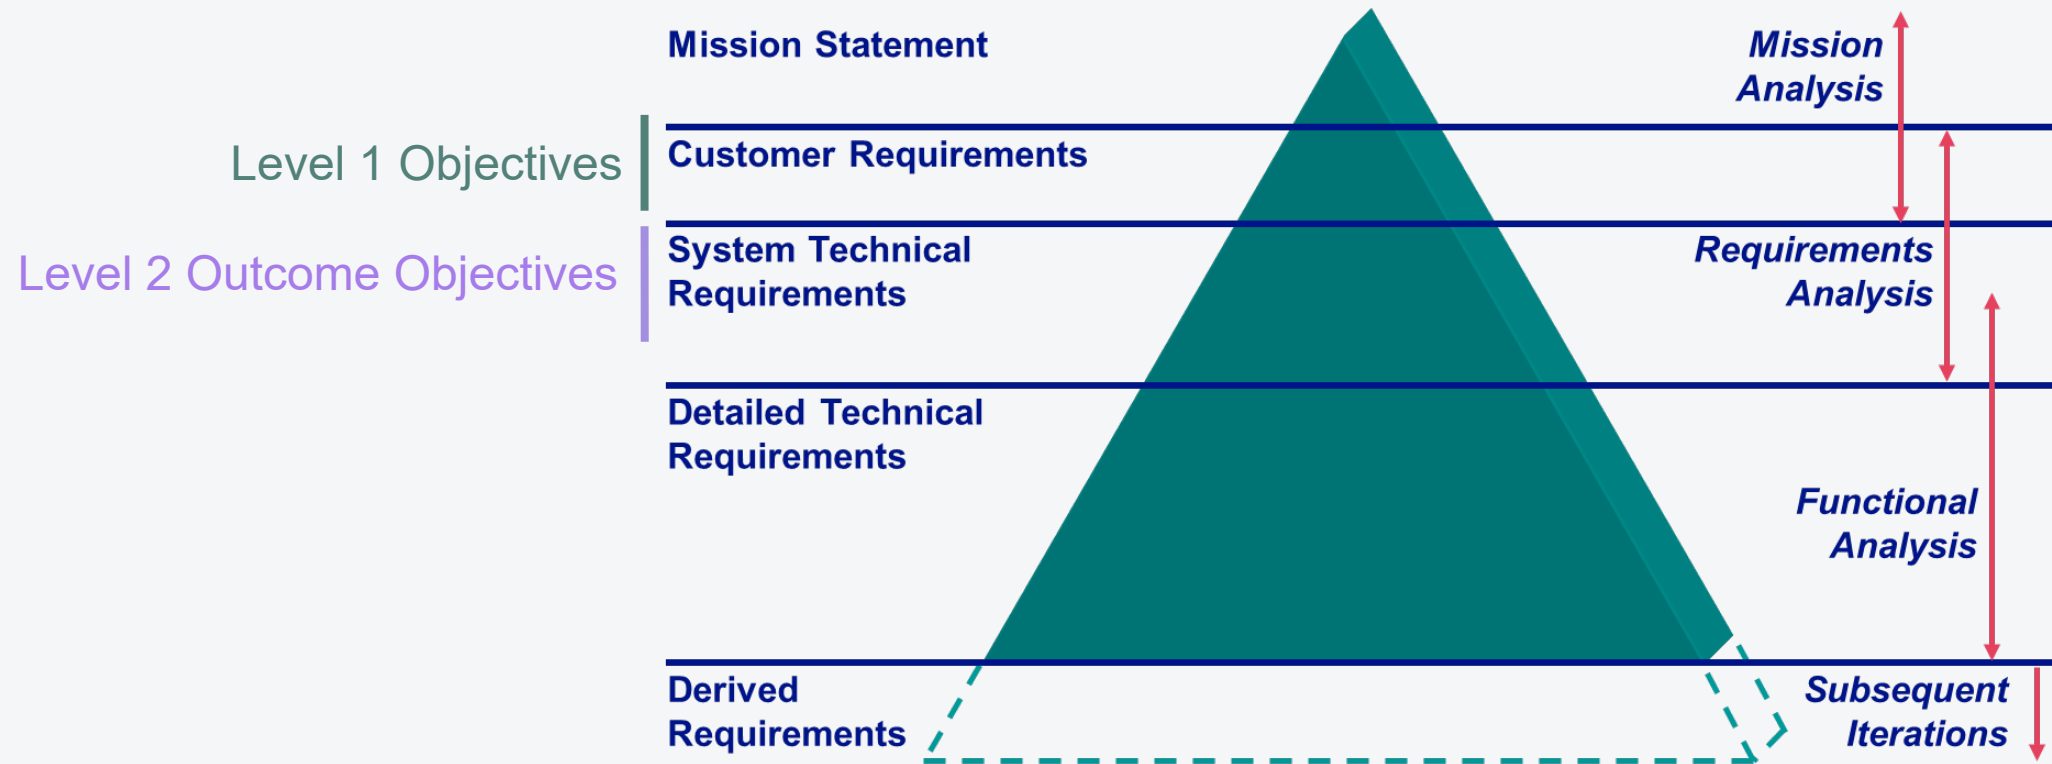 Mission Statement
Mission
Analysis
Level 1 Objectives
Customer Requirements
Level 2 Outcome Objectives
System Technical
Requirements
Requirements
Analysis
Detailed Technical
Requirements
Functional
Analysis
Derived
Requirements
Subsequent
Iterations